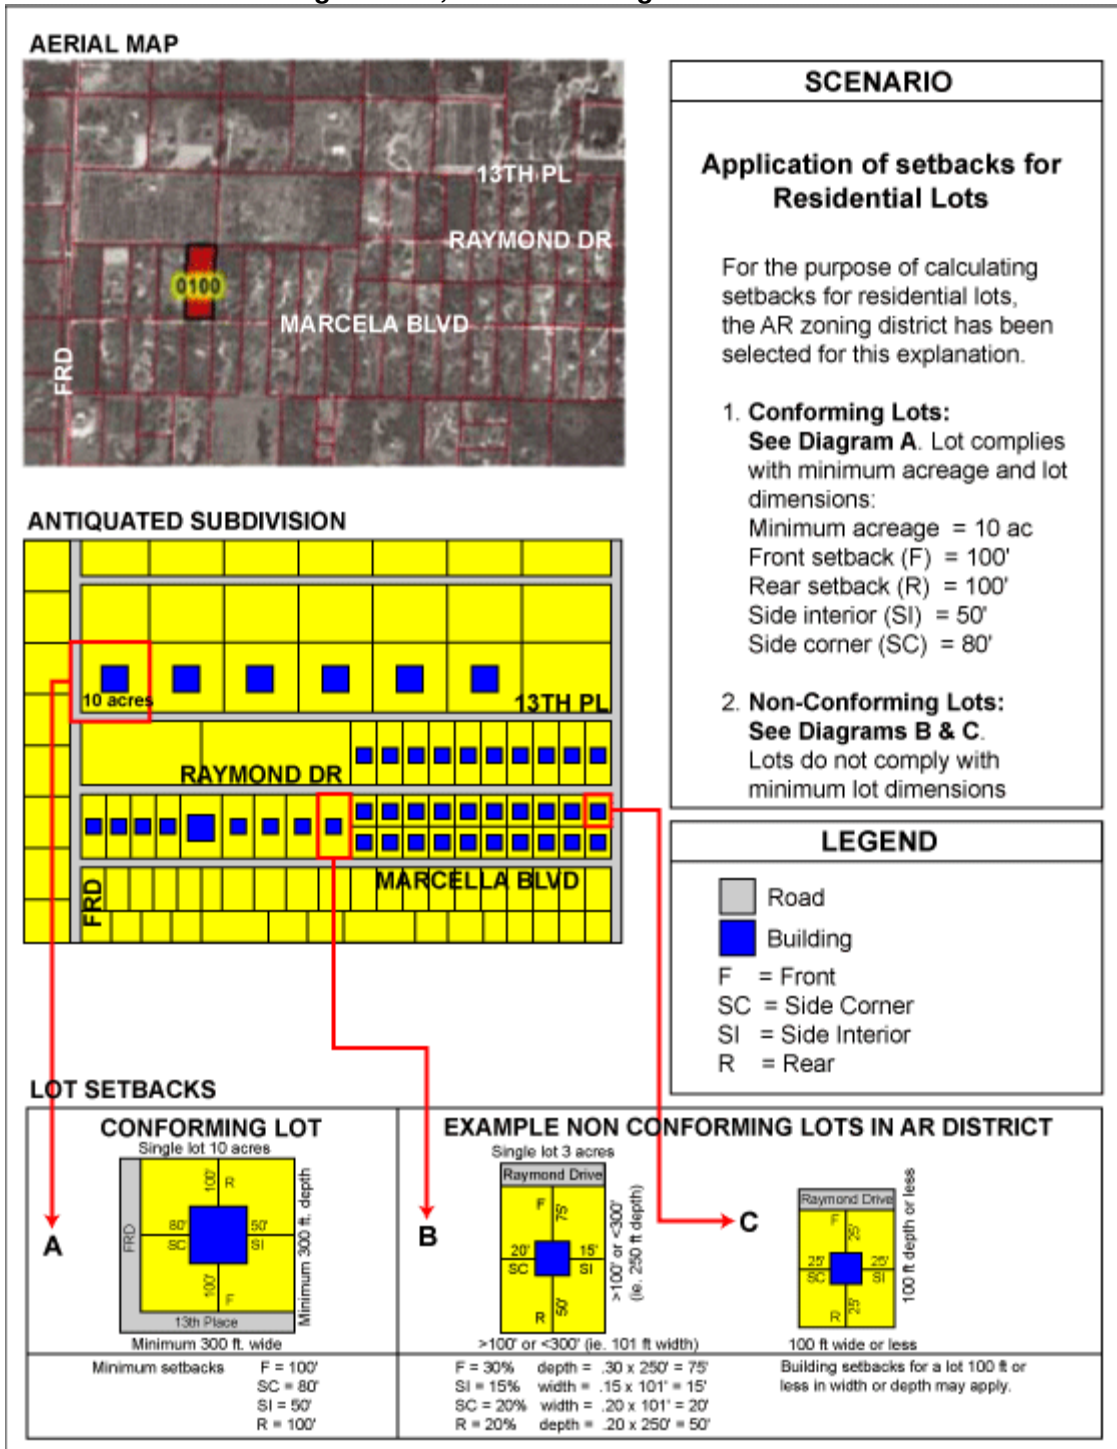 AERIAL MAP
13TH PL
RAYMOND DR
0100
MARCELA BLVD
FRD
SCENARIO
Application of setbacks for
Residential Lots
For the purpose of calculating
setbacks for residential lots,
the AR zoning district has been
selected for this explanation.
1. Conforming Lots:
See Diagram A. Lot complies
with minimum acreage and lot
dimensions:
Minimum acreage = 10 ac
Front setback (F) = 100'
Rear setback (R) = 100'
Side interior (SI) = 50'
Side corner (SC) = 80'
2. Non-Conforming Lots:
See Diagrams B & C.
Lots do not comply with
minimum lot dimensions
ANTIQUATED SUBDIVISION
10 acres
13TH PL
RAYMOND DR
MARCELLA BLVD
FRD
LEGEND
Road
Building
F = Front
SC = Side Corner
SI = Side Interior
R = Rear
LOT SETBACKS
CONFORMING LOT
Single lot 10 acres
A
FRD
100'
R
80'
SC
50'
SI
100'
F
13th Place
Minimum 300 ft. depth
Minimum 300 ft. wide
Minimum setbacks F = 100'
SC = 80'
SI = 50'
R = 100'
EXAMPLE NON CONFORMING LOTS IN AR DISTRICT
Single lot 3 acres
B
Raymond Drive
F
75'
20'
SC
15'
SI
R
50'
>100' or <300'
(ie. 250 ft depth)
>100' or <300' (ie. 101 ft width)
F = 30% depth = .30 x 250' = 75'
SI = 15% width = .15 x 101' = 15'
SC = 20% width = .20 x 101' = 20'
R = 20% depth = .20 x 250' = 50'
C
Raymond Drive
F
25'
25'
SC
25'
SI
R
25'
100 ft depth or less
100 ft wide or less
Building setbacks for a lot 100 ft or
less in width or depth may apply.